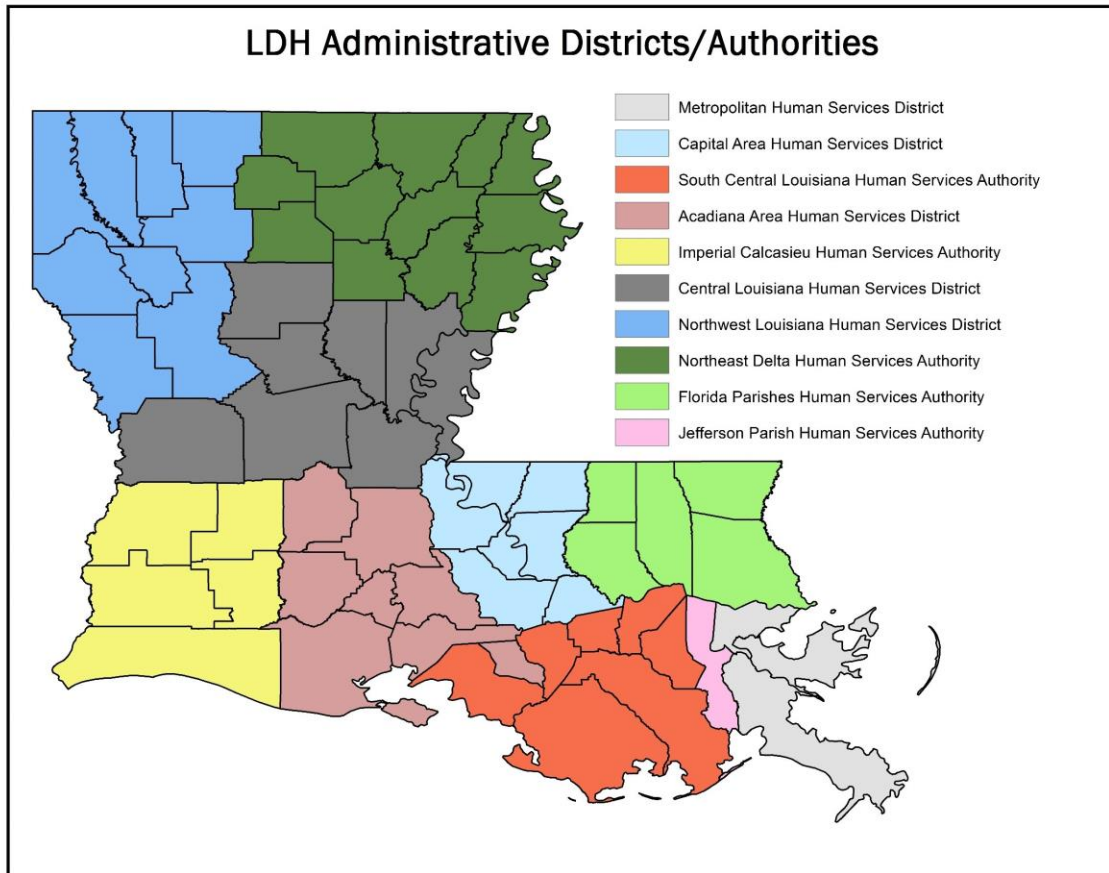 LDH Administrative Districts/Authorities
Metropolitan Human Services District
Capital Area Human Services District
South Central Louisiana Human Services Authority
Acadiana Area Human Services District
Imperial Calcasieu Human Services Authority
Central Louisiana Human Services District
Northwest Louisiana Human Services District
Northeast Delta Human Services Authority
Florida Parishes Human Services Authority
Jefferson Parish Human Services Authority